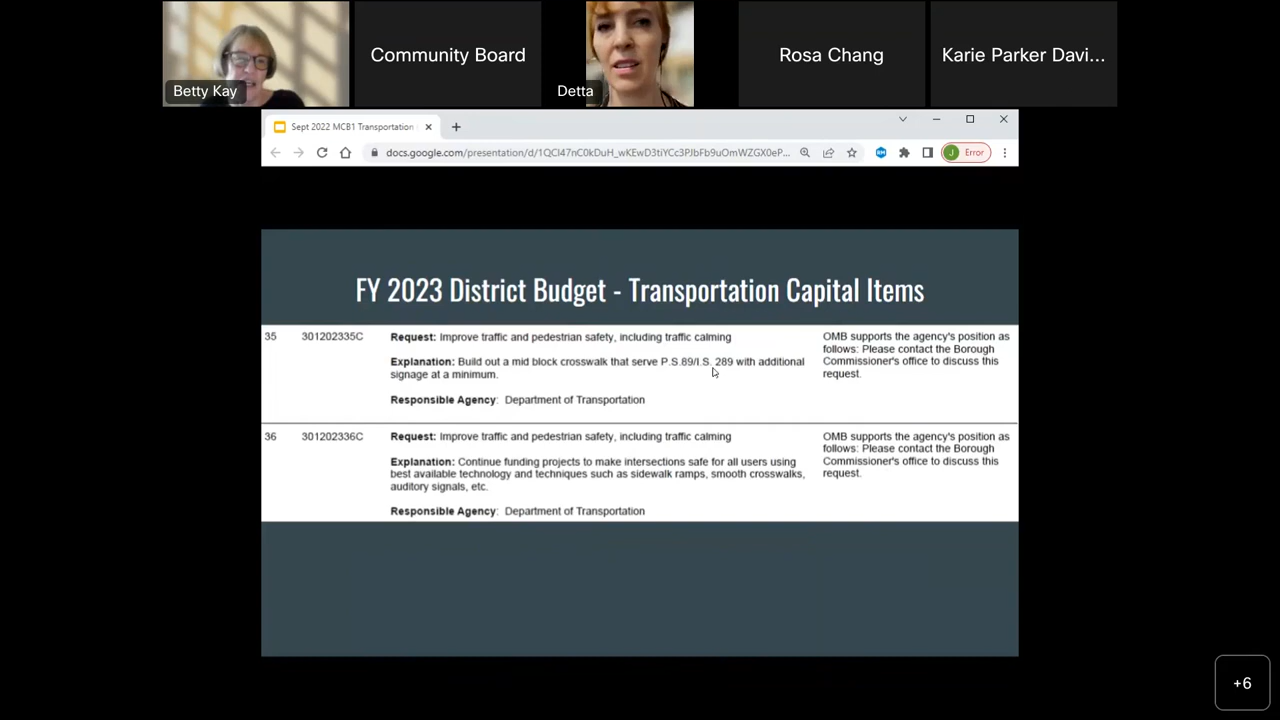 Betty Kay
Community Board
Detta
Rosa Chang
Karie Parker Davi...
Sept 2022 MCB1 Transportation
Error
FY 2023 District Budget - Transportation Capital Items
35
301202335C
Request: Improve traffic and pedestrian safety, including traffic calming
Explanation: Build out a mid block crosswalk that serve P.S.89/I.S. 289 with additional
signage at a minimum.
Responsible Agency: Department of Transportation
OMB supports the agency's position as
follows: Please contact the Borough
Commissioner's office to discuss this
request.
36
301202336C
Request: Improve traffic and pedestrian safety, including traffic calming
Explanation: Continue funding projects to make intersections safe for all users using
best available technology and techniques such as sidewalk ramps, smooth crosswalks,
auditory signals, etc.
Responsible Agency: Department of Transportation
OMB supports the agency's position as
follows: Please contact the Borough
Commissioner's office to discuss this
request.
+6